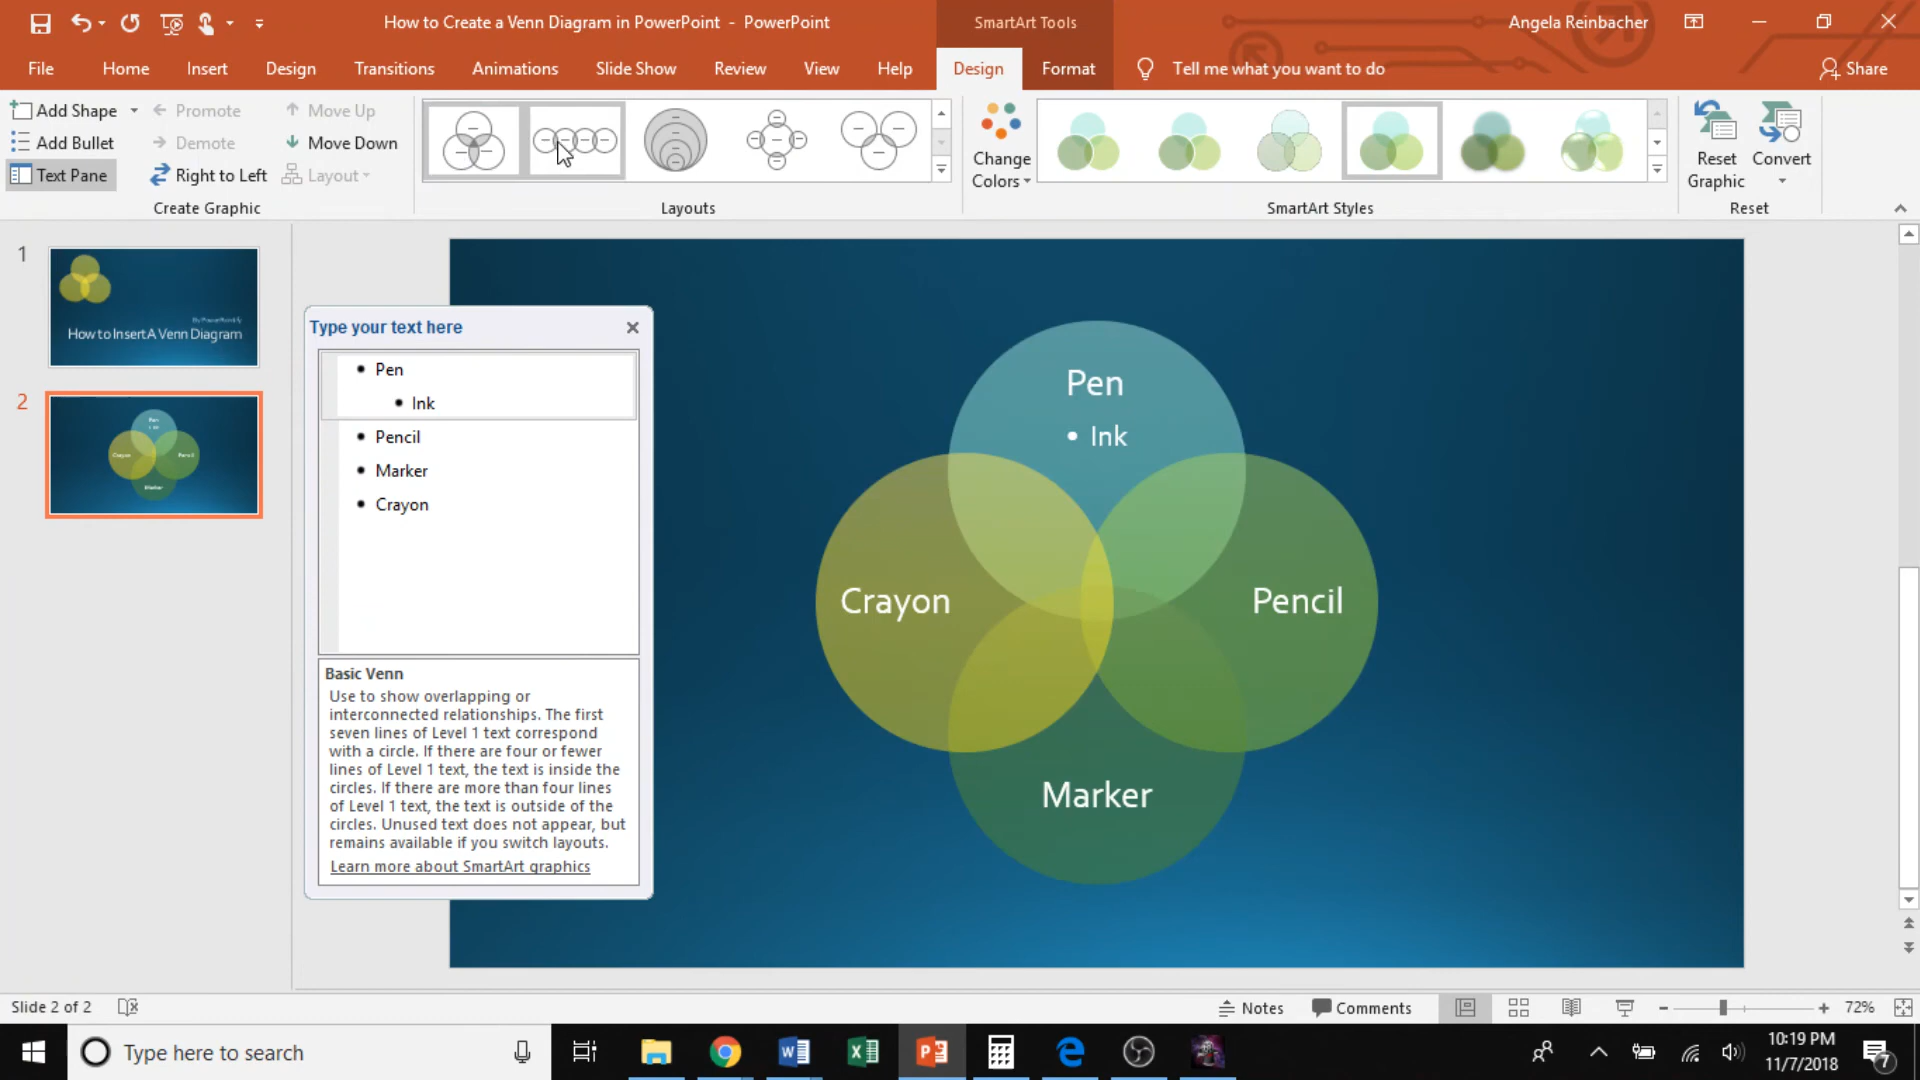 How to Create a Venn Diagram in PowerPoint - PowerPoint
SmartArt Tools
Angela Reinbacher
File Home Insert Design Transitions Animations Slide Show Review View Help Design Format Tell me what you want to do Share
Add Shape Promote Move Up
Add Bullet Demote Move Down
Text Pane Right to Left Layout
Create Graphic
Layouts
Change
Colors
SmartArt Styles
Reset
Graphic
Convert
Reset
1
How to Insert A Venn Diagram
2
Pen
Ink
Crayon
Pencil
Marker
Type your text here
Pen
Ink
Pencil
Marker
Crayon
Basic Venn
Use to show overlapping or
interconnected relationships. The first
seven lines of Level 1 text correspond
with a circle. If there are four or fewer
lines of Level 1 text, the text is inside the
circles. If there are more than four lines
of Level 1 text, the text is outside of the
circles. Unused text does not appear, but
remains available if you switch layouts.
Learn more about SmartArt graphics
Pen
• Ink
Crayon
Pencil
Marker
Slide 2 of 2
Notes
Comments
72%
Type here to search
10:19 PM
11/7/2018
7